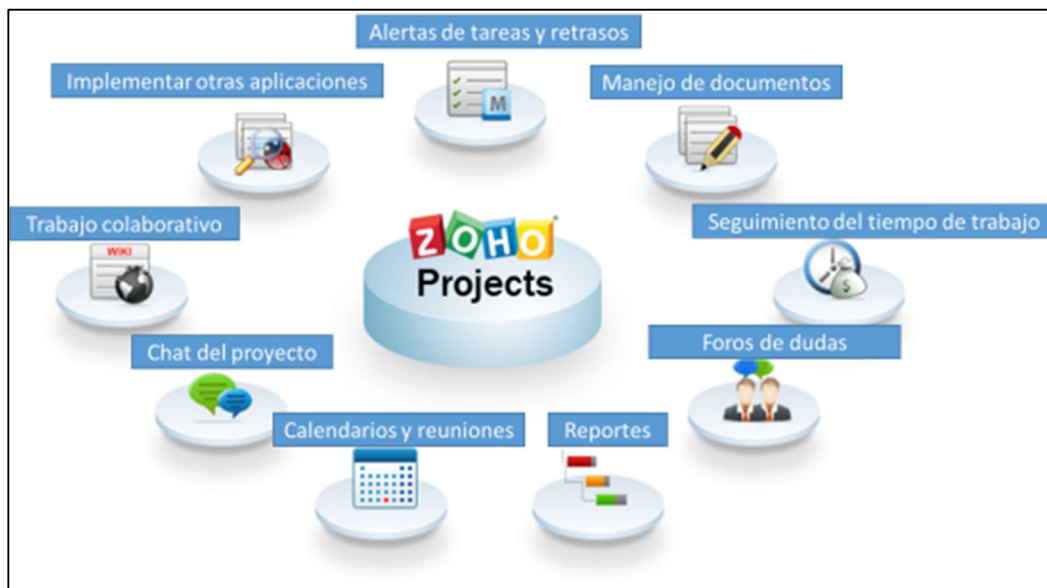 Alertas de tareas y retrasos
Implementar otras aplicaciones
Manejo de documentos
M
Trabajo colaborativo
WIKI
ZOHO
Projects
Seguimiento del tiempo de trabajo
$
Chat del proyecto
Foros de dudas
Calendarios y reuniones
Reportes